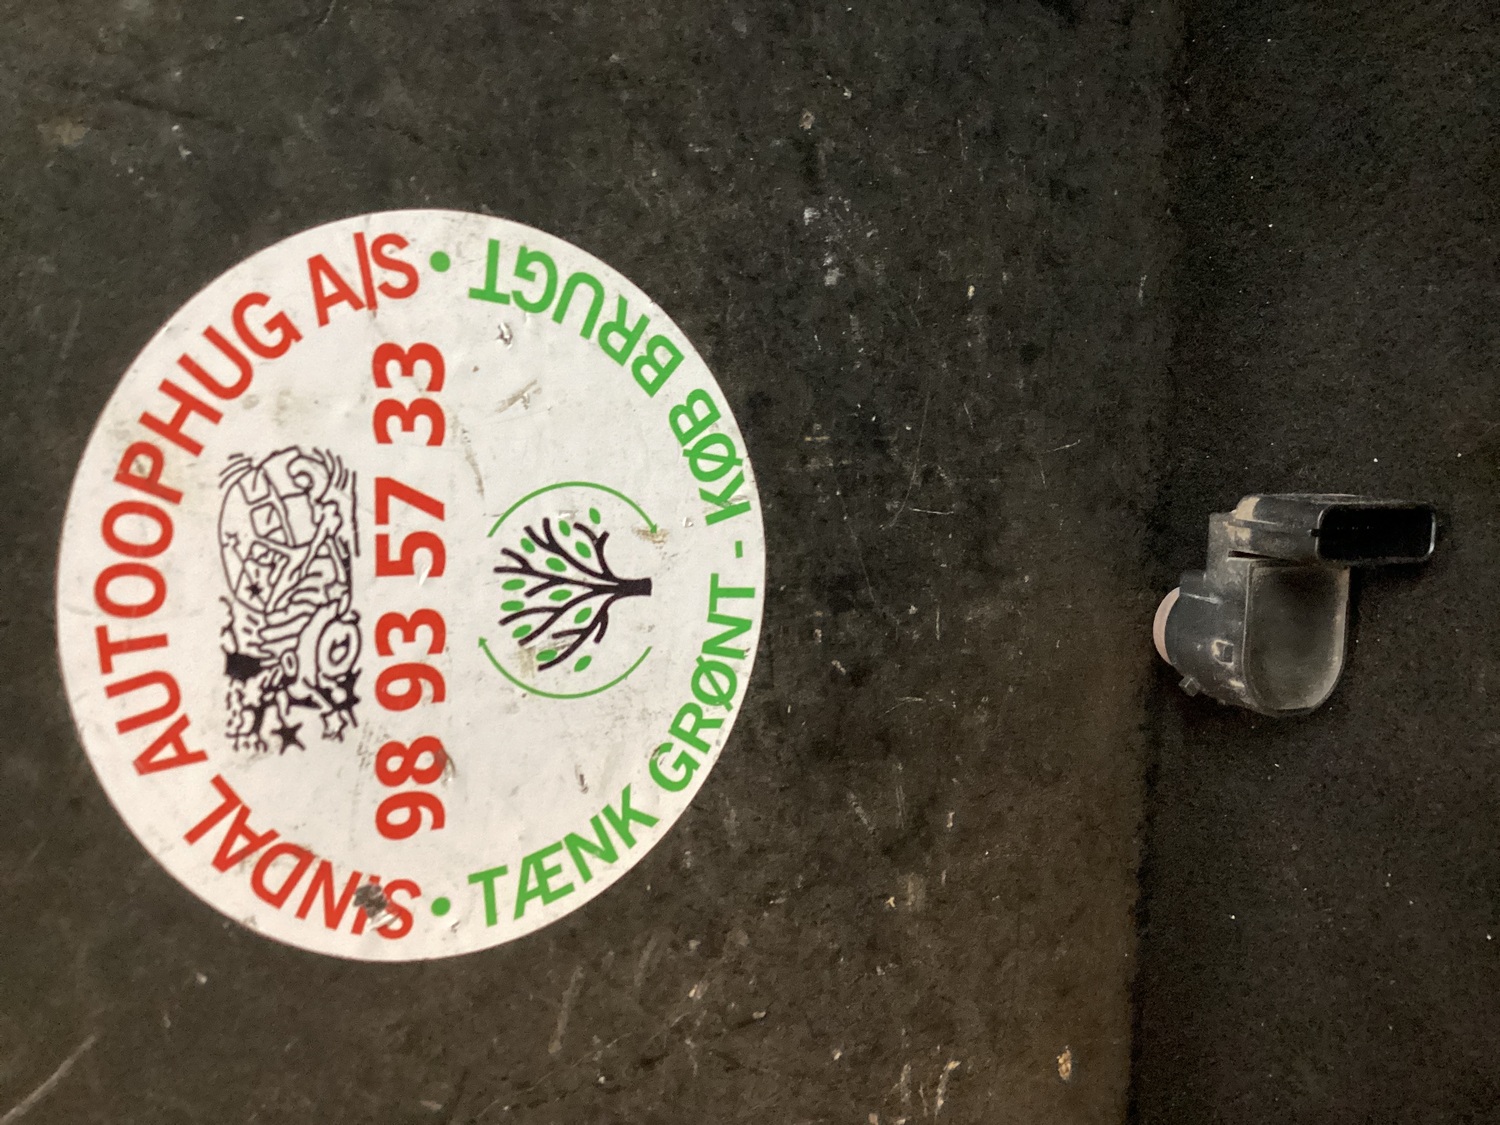 SINDAL AUTOOPHUG A/S
98 93 57 33
• TÆNK GRØNT - KØB BRUGT •